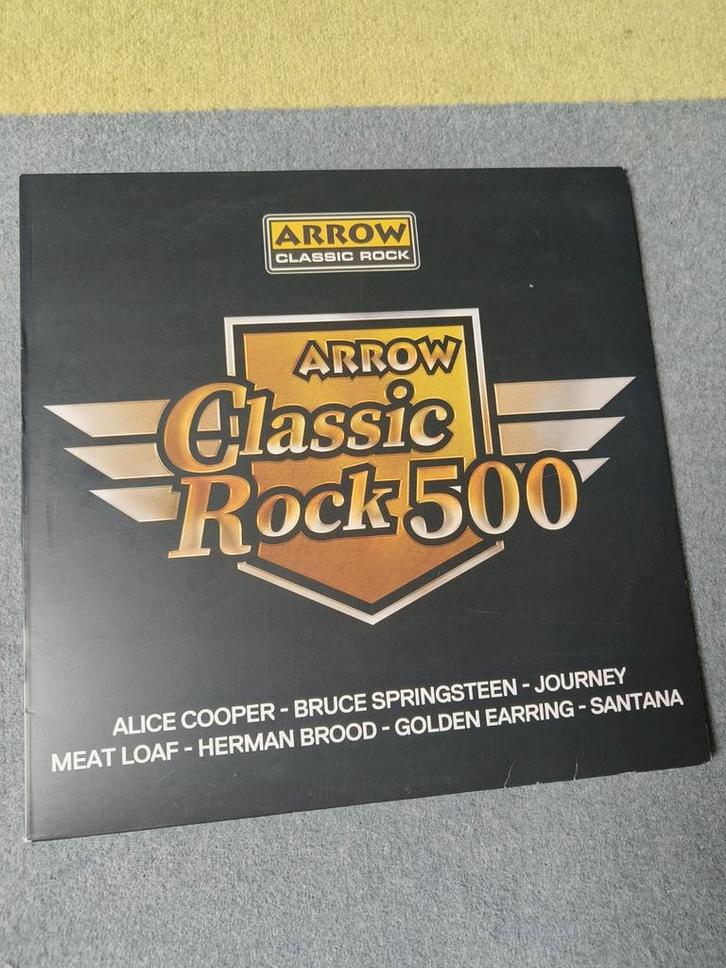 ARROW
CLASSIC ROCK
ARROW
Classic
Rock 500
ALICE COOPER - BRUCE SPRINGSTEEN - JOURNEY
MEAT LOAF - HERMAN BROOD - GOLDEN EARRING - SANTANA